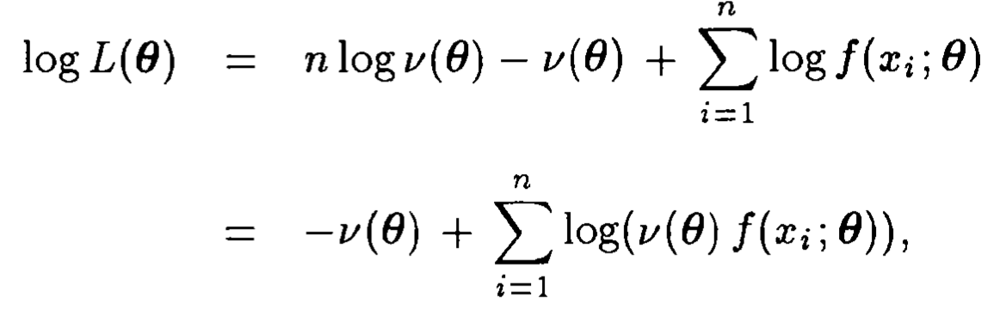 log L(θ) = n log ν(θ) − ν(θ) + ∑_{i=1}^{n} log f(x_i; θ)
= −ν(θ) + ∑_{i=1}^{n} log(ν(θ) f(x_i; θ)),